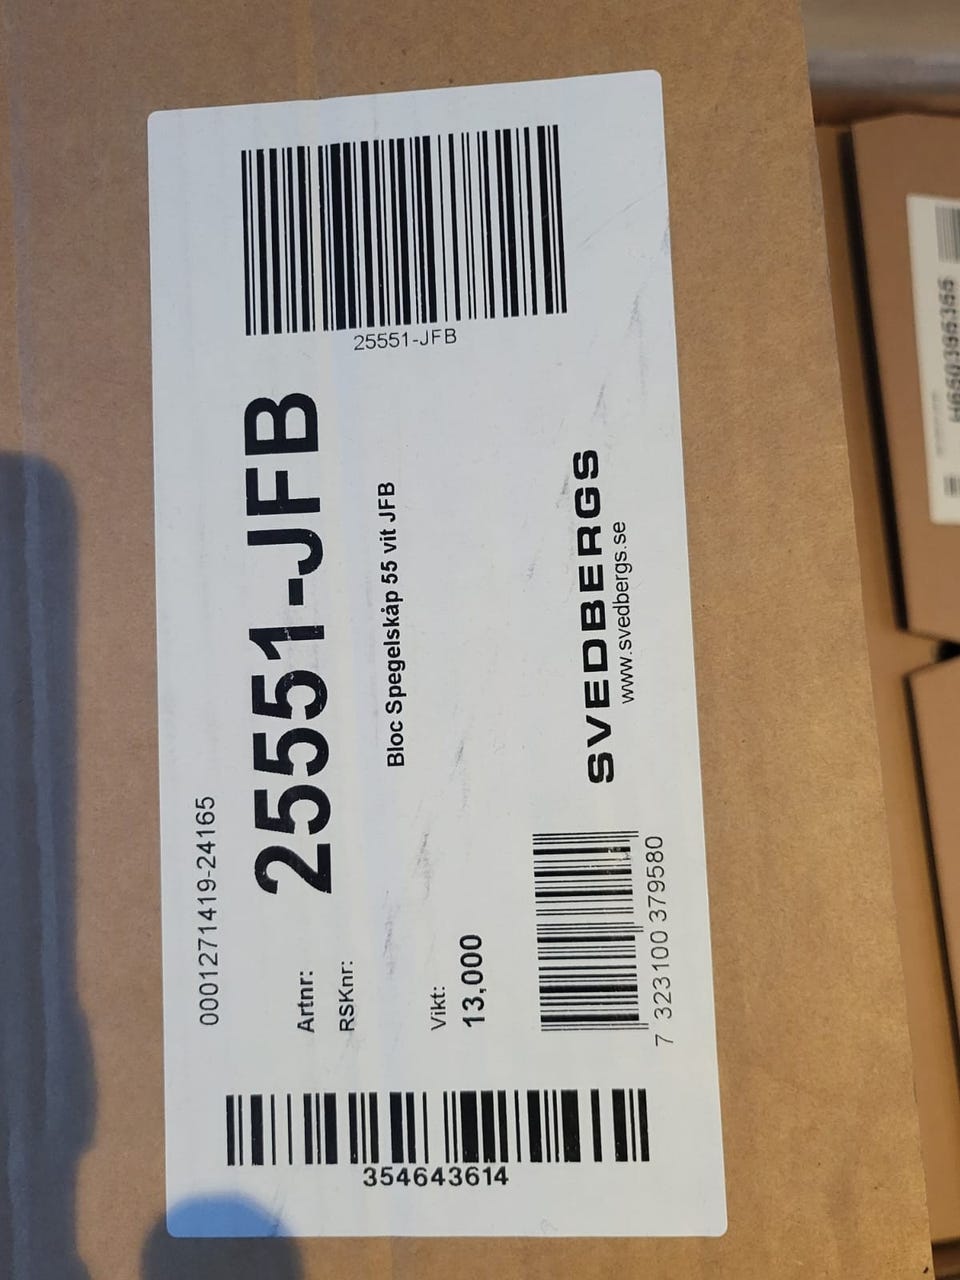 0001271419-24165
Artnr: 25551-JFB
RSKnr:
Bloc Spegelskåp 55 vit JFB
Vikt:
13,000
25551-JFB
SVEDBERGS
www.svedbergs.se
7 323100 379580
354643614